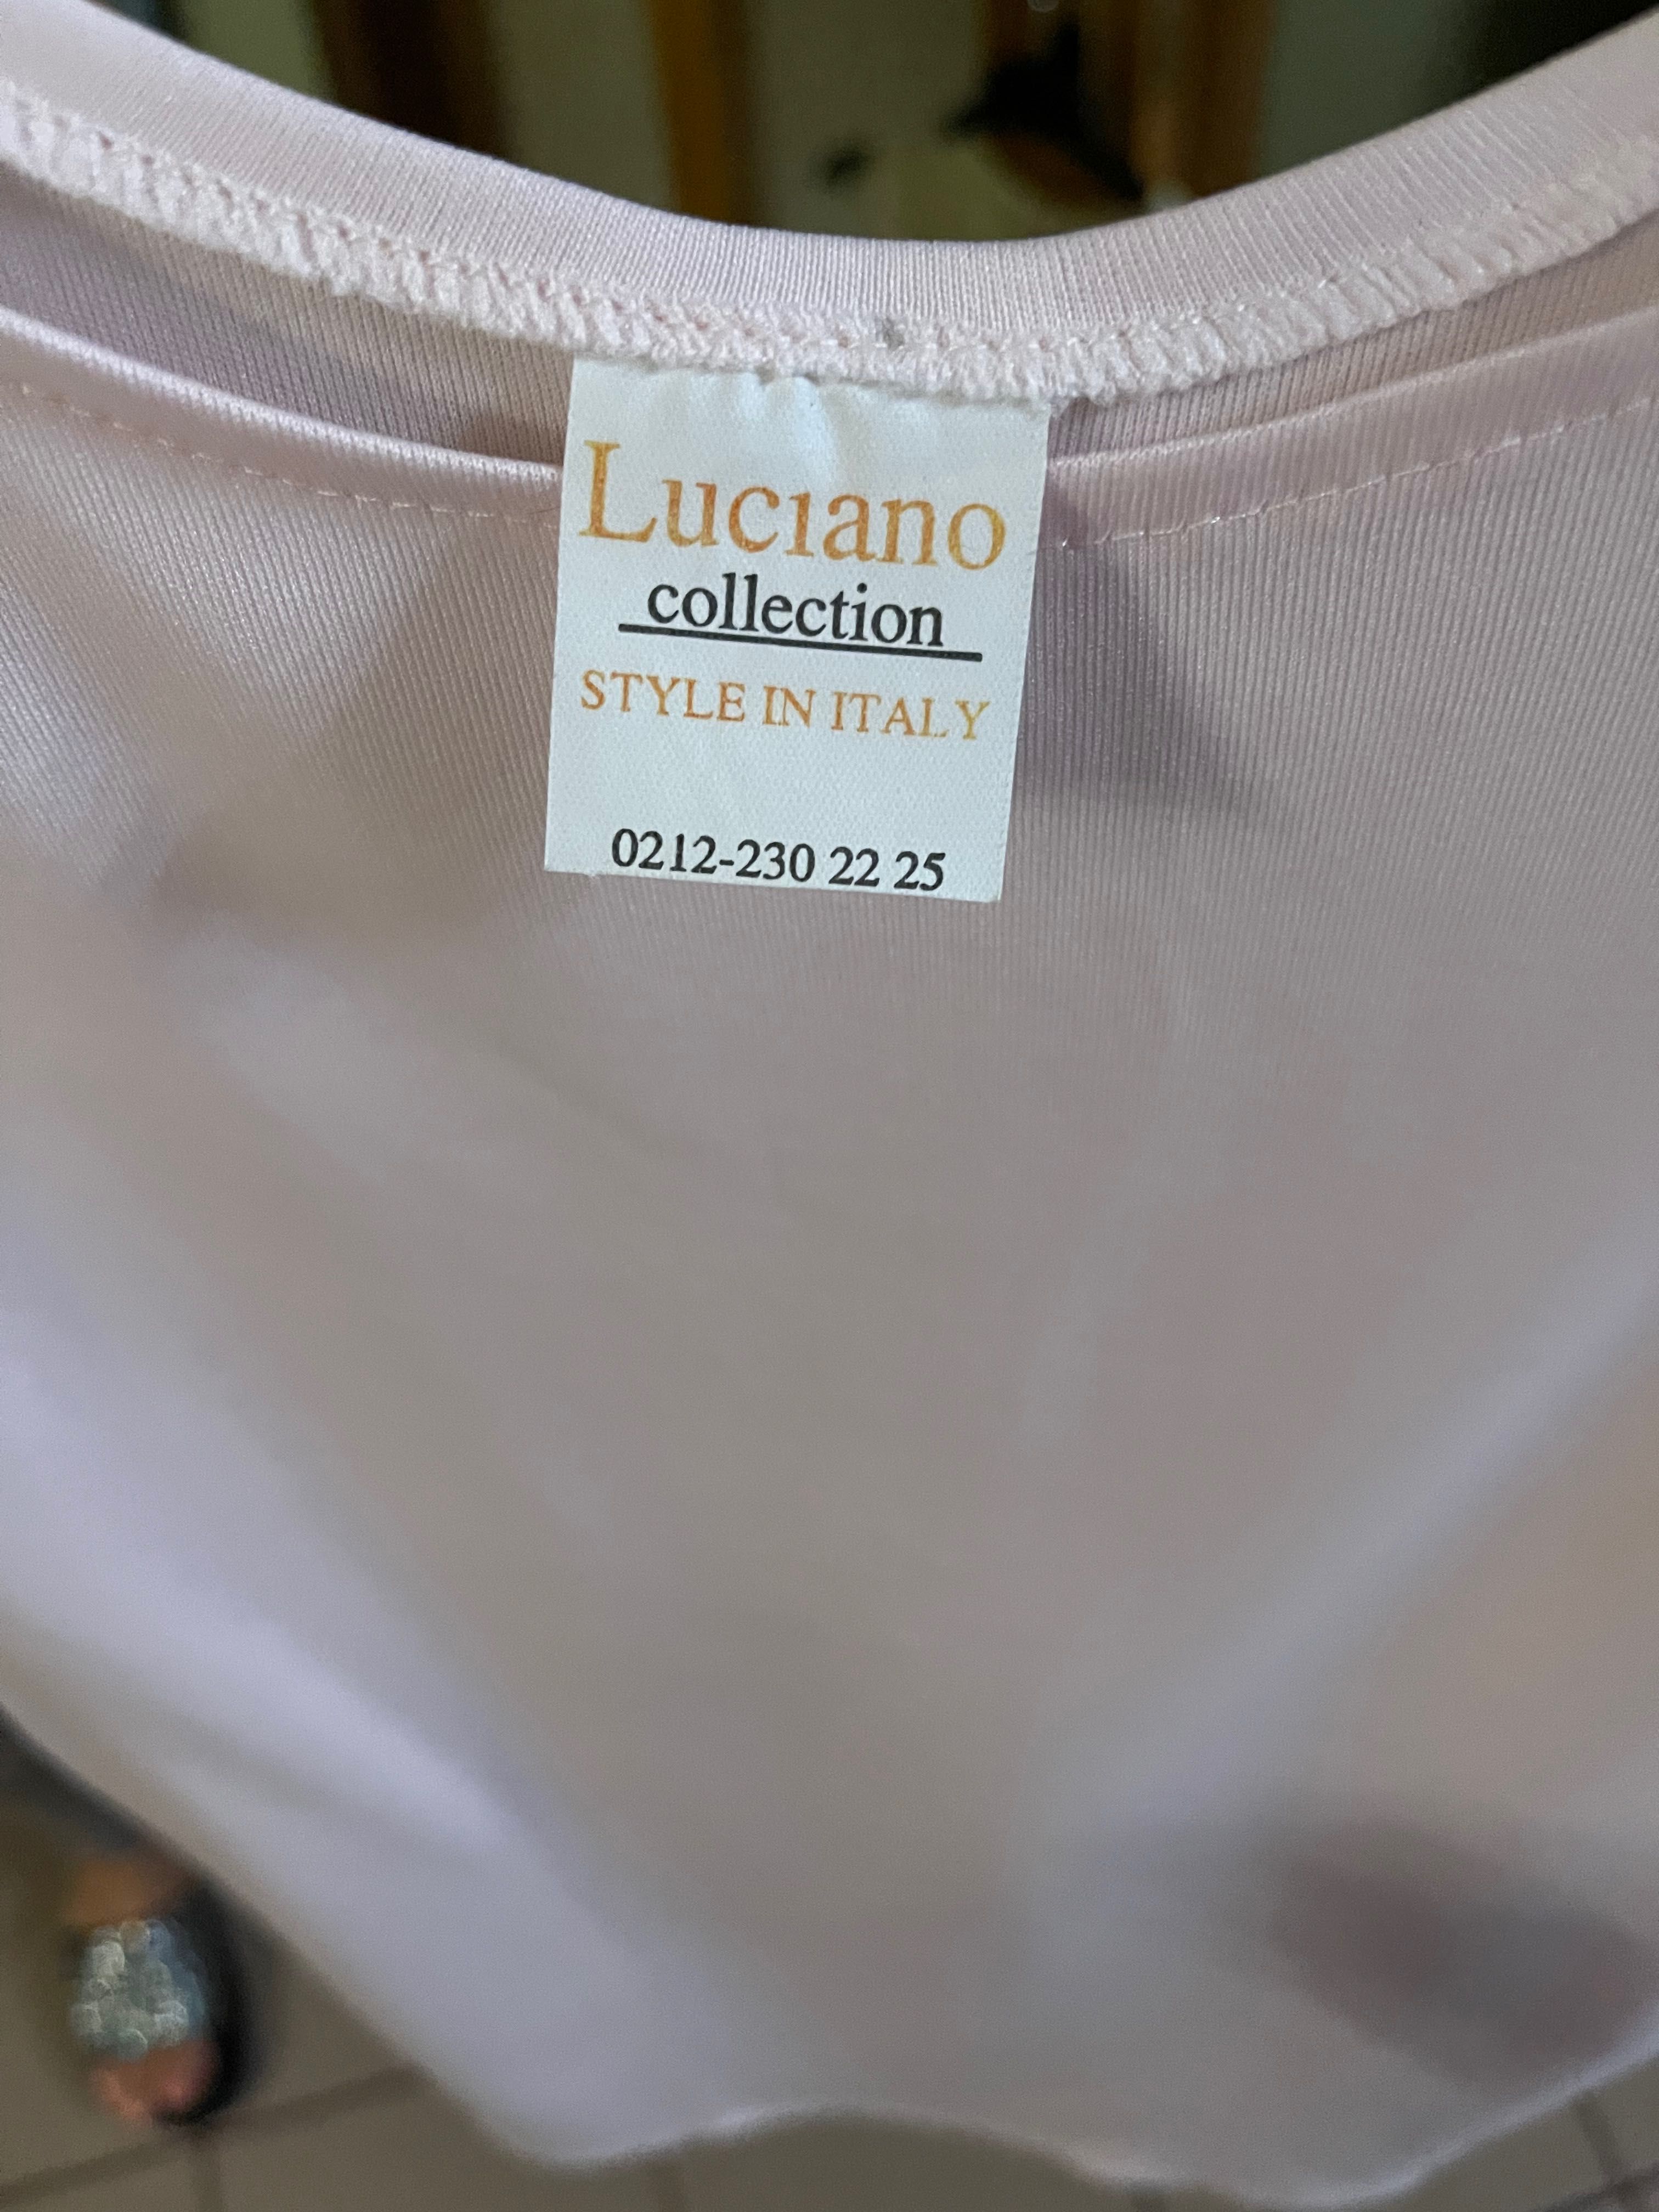 Luciano
collection
STYLE IN ITALY
0212-230 22 25